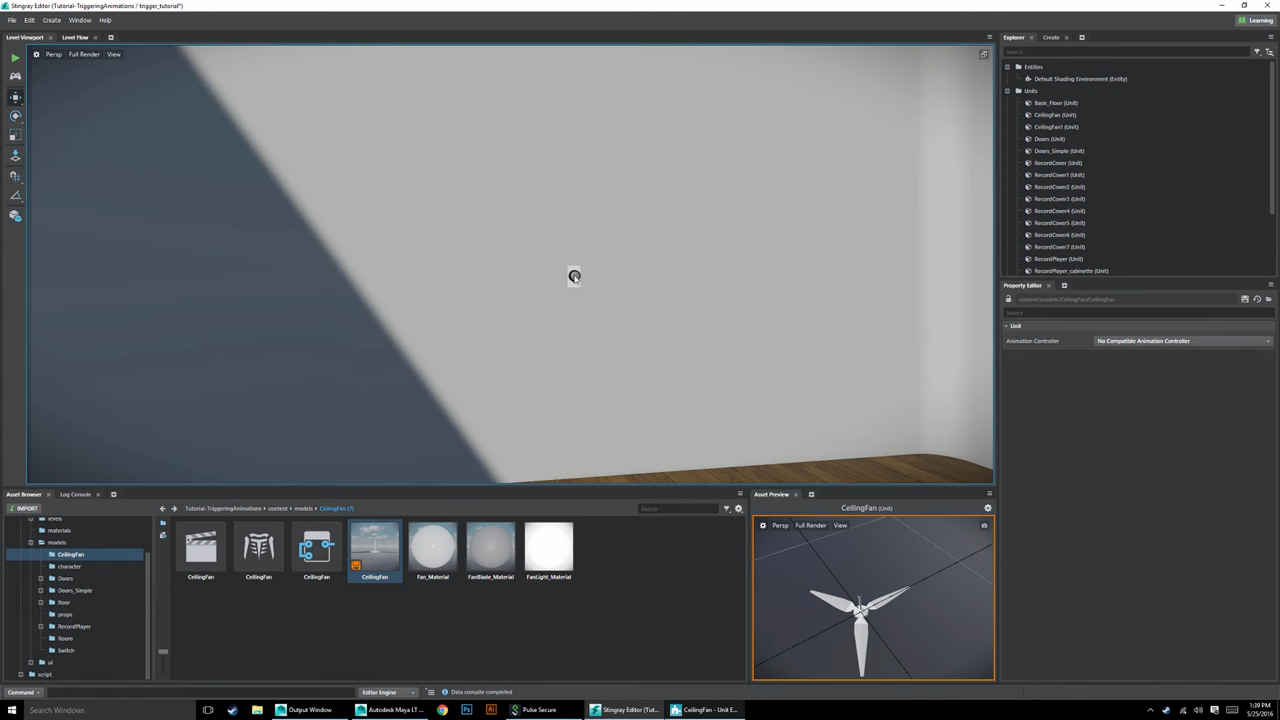 Stingray Editor (Tutorial-TriggeringAnimations / trigger_tutorial*)
File Edit Create Window Help
Learning
Level Viewport
Level Flow
Persp Full Render View
Explorer
Create
Search
Entities
Default Shading Environment (Entity)
Units
Basic_Floor (Unit)
CeilingFan (Unit)
CeilingFan1 (Unit)
Doors (Unit)
Doors_Simple (Unit)
RecordCover (Unit)
RecordCover1 (Unit)
RecordCover2 (Unit)
RecordCover3 (Unit)
RecordCover4 (Unit)
RecordCover5 (Unit)
RecordCover6 (Unit)
RecordCover7 (Unit)
RecordPlayer (Unit)
RecordPlayer_cabinette (Unit)
Property Editor
content/models/CeilingFan/CeilingFan
Search
Unit
Animation Controller
No Compatible Animation Controller
Asset Browser
Log Console
IMPORT
Tutorial-TriggeringAnimations › content › models › CeilingFan (7)
Search
levels
materials
models
CeilingFan
character
Doors
Doors_Simple
floor
props
RecordPlayer
Room
Switch
ui
script
CeilingFan
CeilingFan
CeilingFan
CeilingFan
Fan_Material
FanBlade_Material
FanLight_Material
Asset Preview
CeilingFan (Unit)
Persp Full Render View
Command
Editor Engine
Data compile completed
Search Windows
Output Window
Autodesk Maya LT ...
Ps
Ai
Pulse Secure
Stingray Editor (Tut...
CeilingFan - Unit E...
1:39 PM
5/25/2016